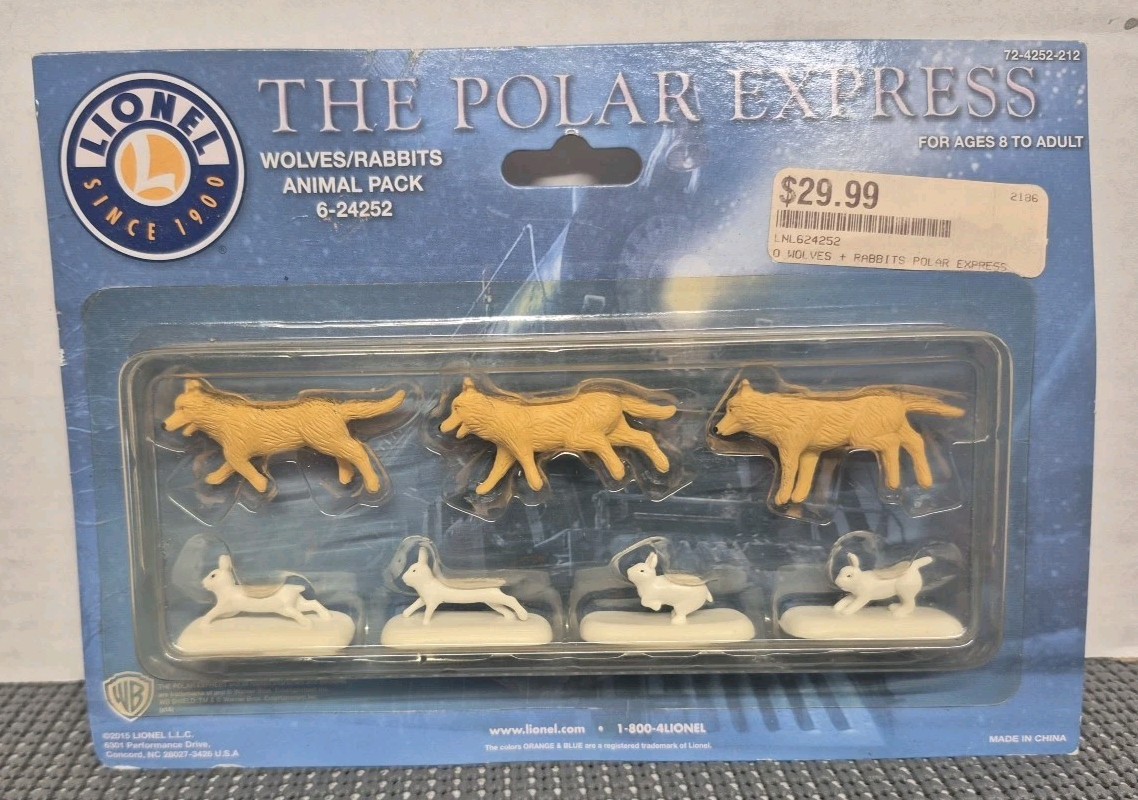 72-4252-212
THE POLAR EXPRESS
LIONEL
L
SINCE 1900
WOLVES/RABBITS
ANIMAL PACK
6-24252
FOR AGES 8 TO ADULT
$29.99
2186
LNL624252
O WOLVES + RABBITS POLAR EXPRESS
WB
©2015 LIONEL L.L.C.
6301 Performance Drive,
Concord, NC 28027-3426 U.S.A
www.lionel.com • 1-800-4LIONEL
The colors ORANGE & BLUE are a registered trademark of Lionel.
MADE IN CHINA